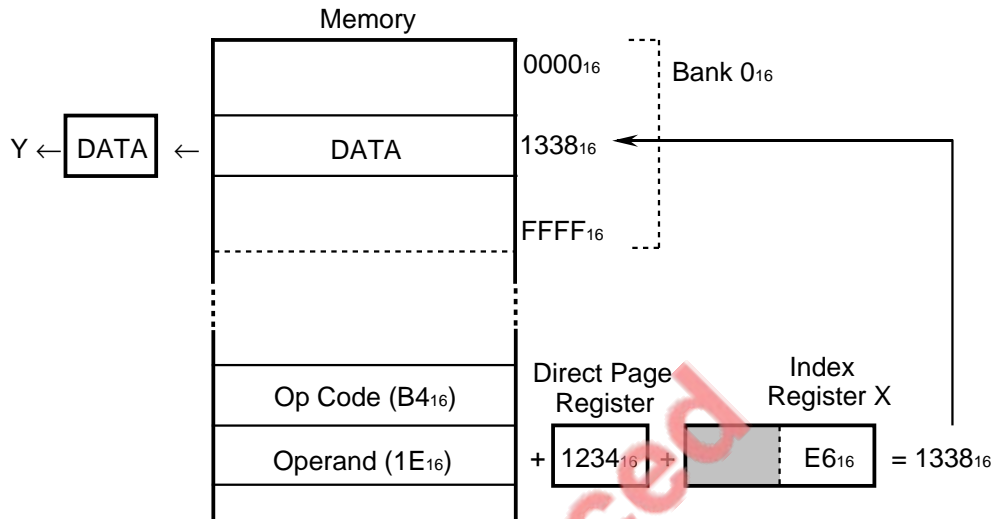 Memory
0000₁₆
Bank 0₁₆
Y ← DATA ← DATA 1338₁₆
FFFF₁₆
Op Code (B4₁₆)
Direct Page
Register
Index
Register X
Operand (1E₁₆) + 1234₁₆ + E6₁₆ = 1338₁₆